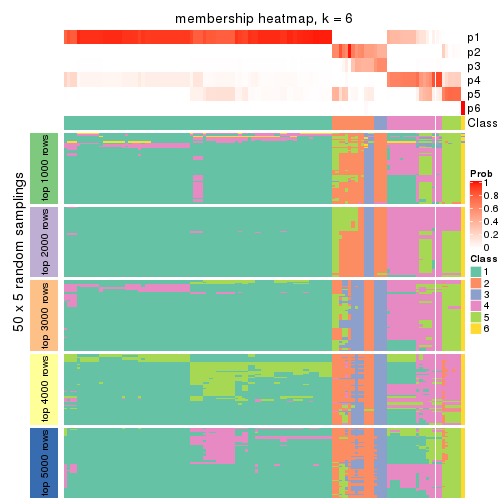 membership heatmap, k = 6
p1
p2
p3
p4
p5
p6
Class
50 x 5 random samplings
top 1000 rows
top 2000 rows
top 3000 rows
top 4000 rows
top 5000 rows
Prob
1
0.8
0.6
0.4
0.2
0
Class
1
2
3
4
5
6